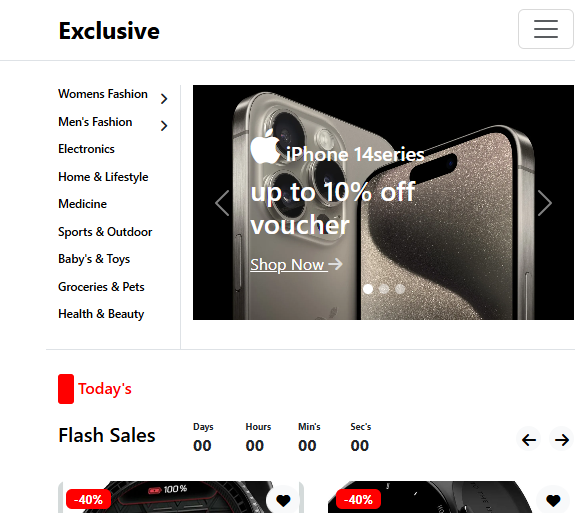 Exclusive
Womens Fashion
Men's Fashion
Electronics
Home & Lifestyle
Medicine
Sports & Outdoor
Baby's & Toys
Groceries & Pets
Health & Beauty
iPhone 14series
up to 10% off
voucher
Shop Now
Today's
Flash Sales
Days
Hours
Min's
Sec's
00
00
00
00
-40%
100%
-40%